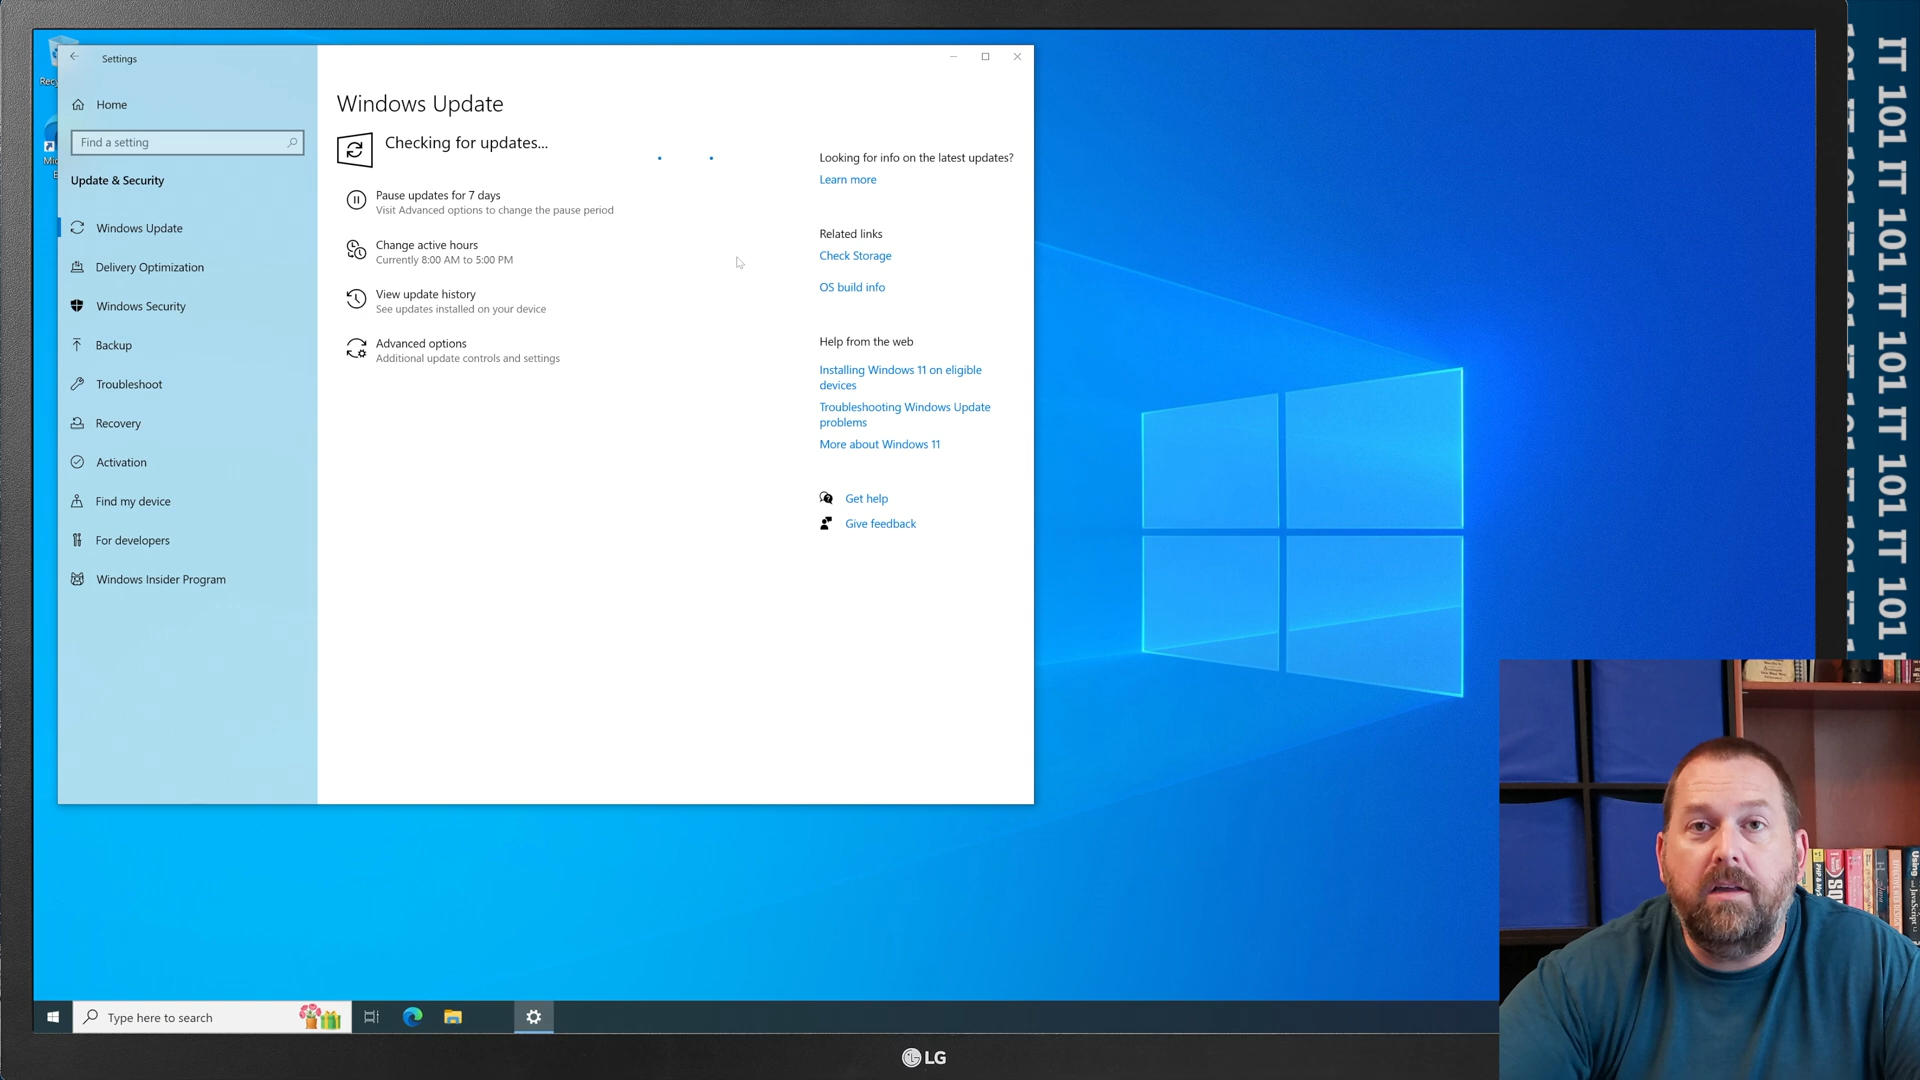 Settings
Home
Find a setting
Update & Security
Windows Update
Delivery Optimization
Windows Security
Backup
Troubleshoot
Recovery
Activation
Find my device
For developers
Windows Insider Program
Windows Update
Checking for updates...
Pause updates for 7 days
Visit Advanced options to change the pause period
Change active hours
Currently 8:00 AM to 5:00 PM
View update history
See updates installed on your device
Advanced options
Additional update controls and settings
Looking for info on the latest updates?
Learn more
Related links
Check Storage
OS build info
Help from the web
Installing Windows 11 on eligible
devices
Troubleshooting Windows Update
problems
More about Windows 11
Get help
Give feedback
Type here to search
LG
IT 101 IT 101 IT 101 IT 101